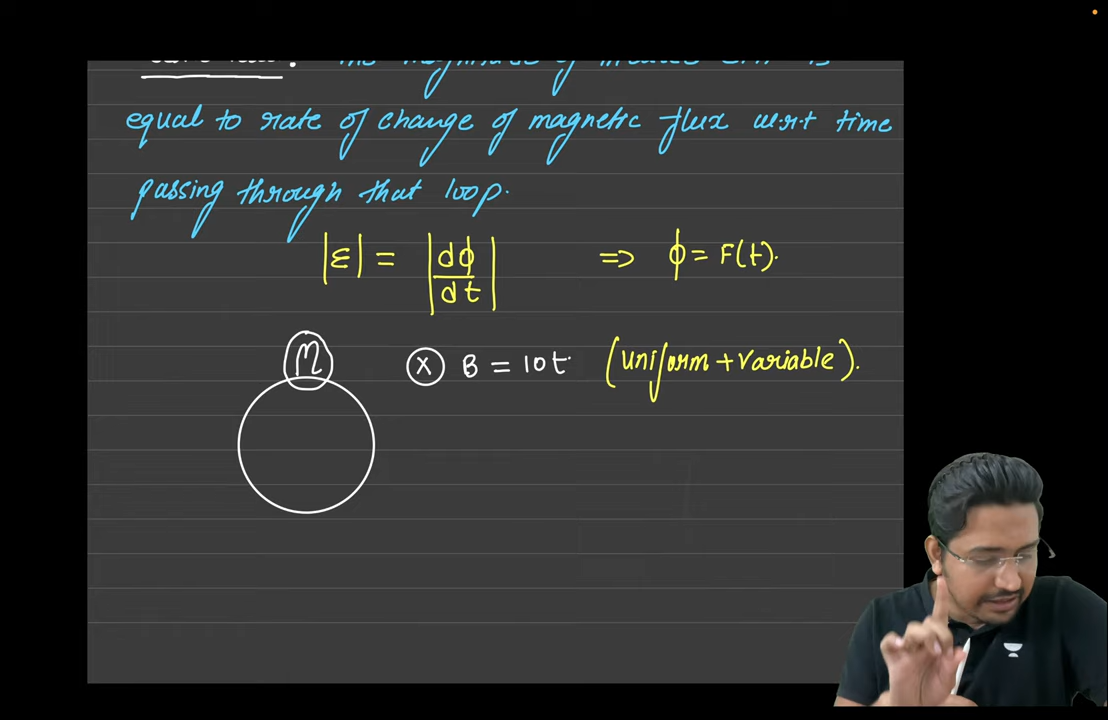 equal to rate of change of magnetic flux w.r.t time
passing through that loop.
|ε| = |dϕ/dt| => ϕ = F(t).
n ⓧ B = 10t (uniform + variable).